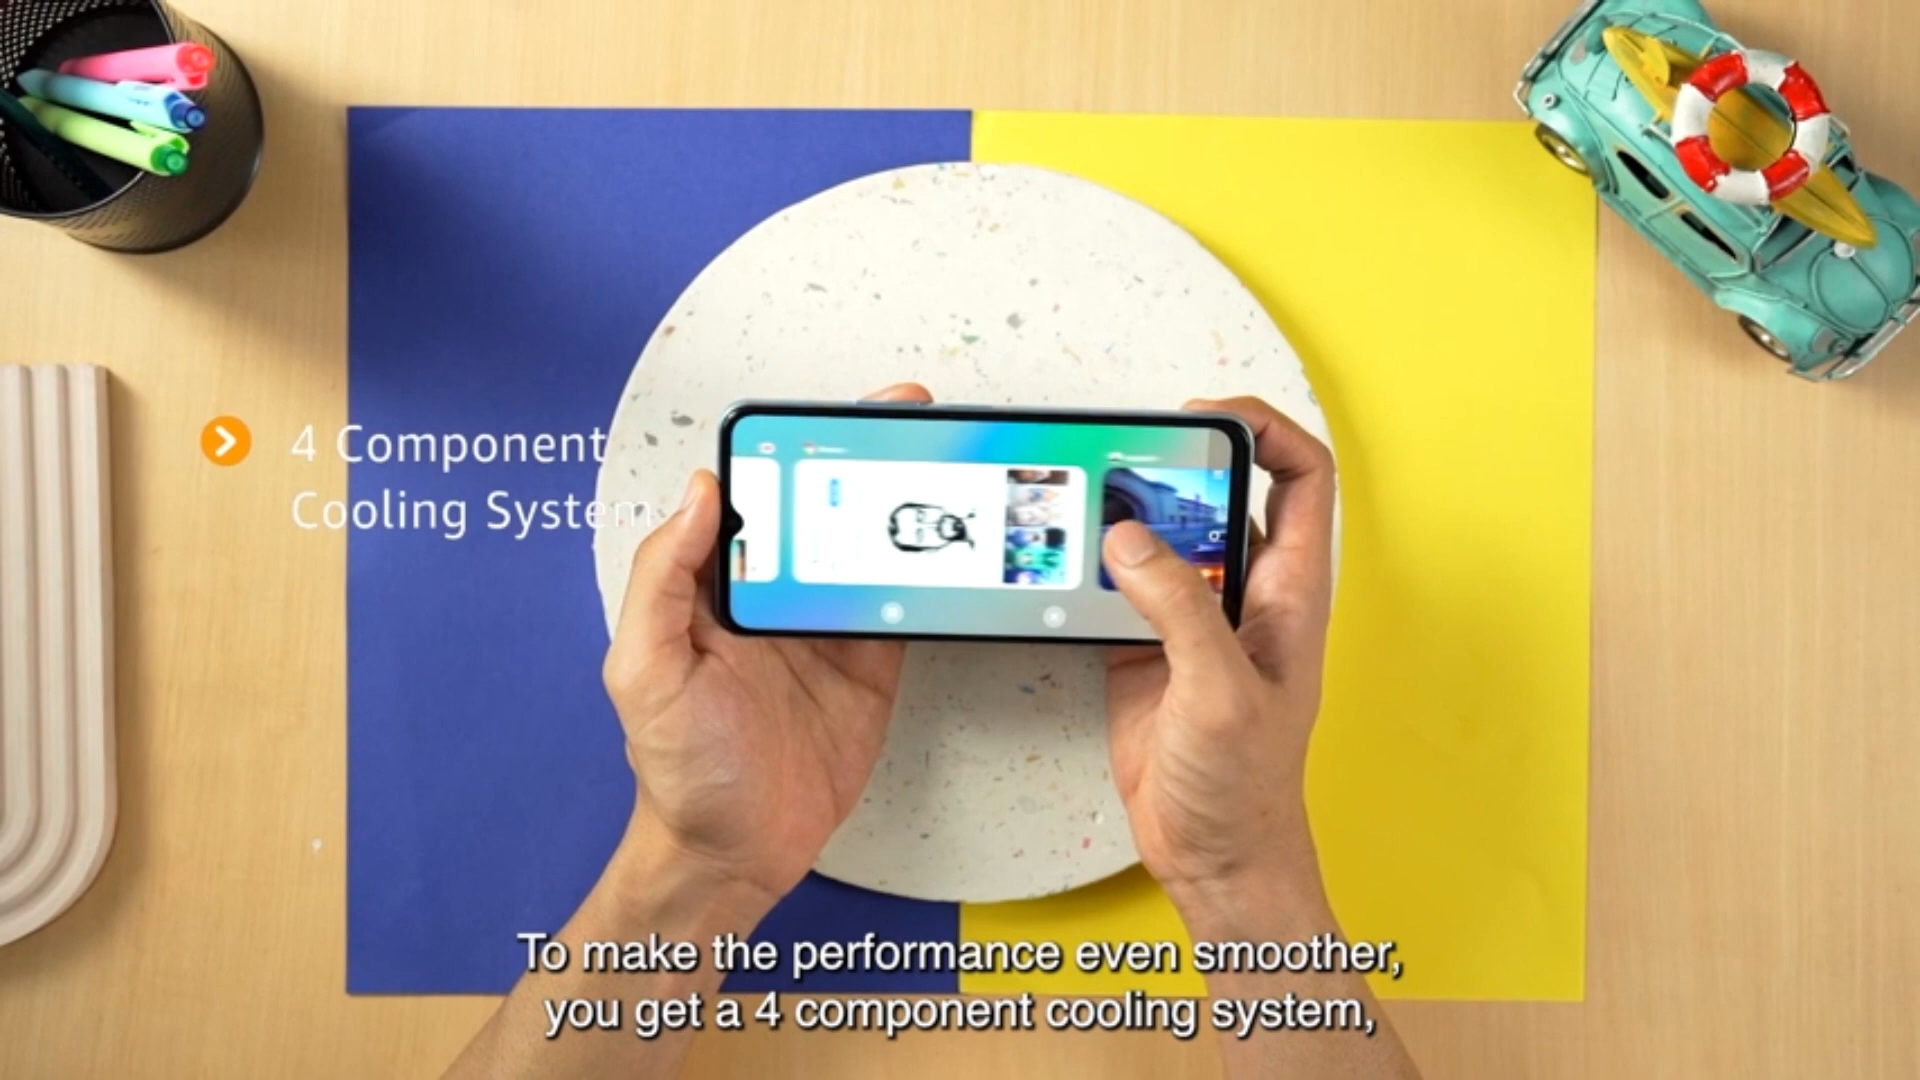 4 Component
Cooling System
To make the performance even smoother,
you get a 4 component cooling system,